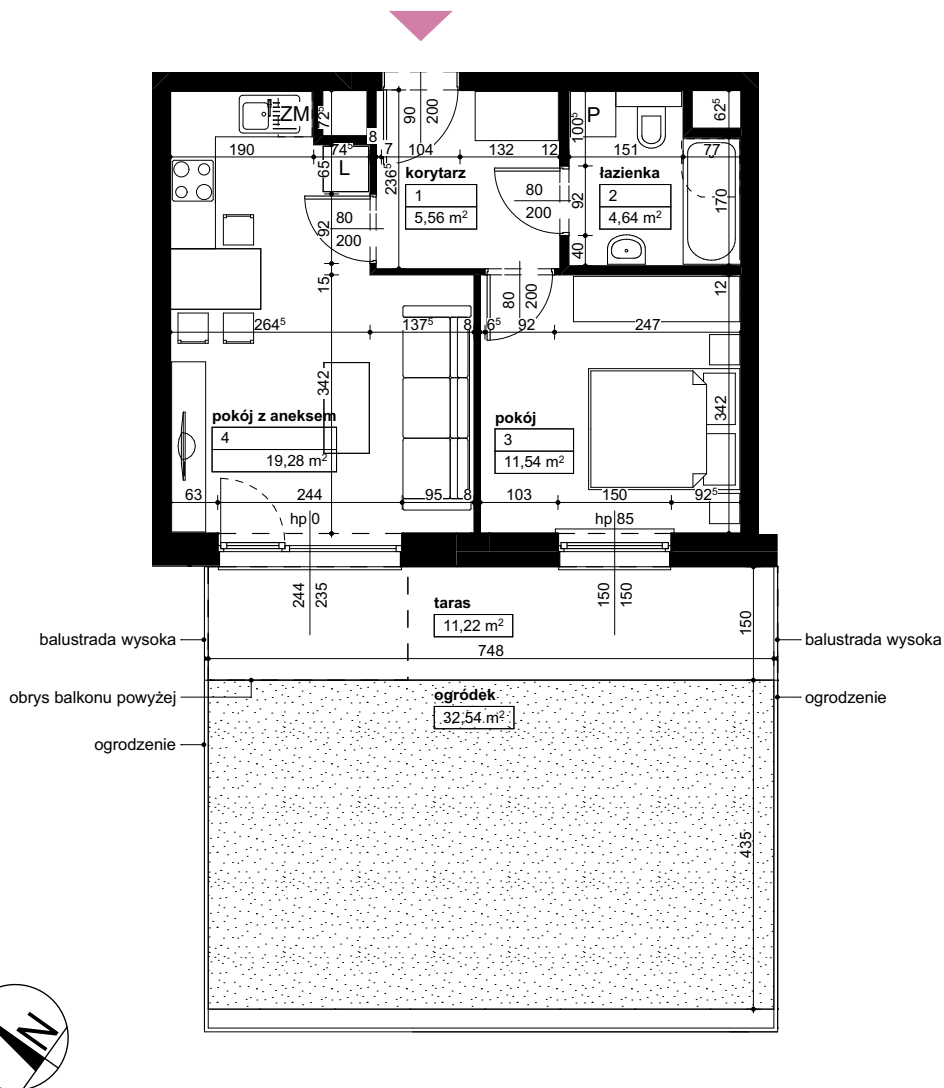 ZM
72⁵
8
90
200
P
100⁵
62⁵
190
74⁵
7
104
132
12
151
77
65
L
236⁵
korytarz
1
5,56 m²
80
200
92
łazienka
2
4,64 m²
170
92
80
200
40
15
80
200
12
264⁵
137⁵
8
6⁵
92
247
342
342
pokój z aneksem
4
19,28 m²
pokój
3
11,54 m²
63
244
95
8
103
150
92⁵
hp 0
hp 85
244
235
150
150
taras
11,22 m²
150
balustrada wysoka
balustrada wysoka
748
obrys balkonu powyżej
ogródek
32,54 m²
ogrodzenie
ogrodzenie
435
N